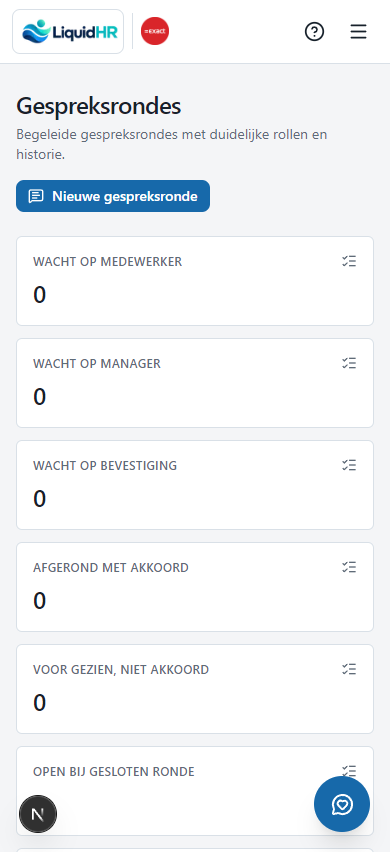 LiquidHR
=exact
Gespreksrondes
Begeleide gespreksrondes met duidelijke rollen en
historie.
Nieuwe gespreksronde
WACHT OP MEDEWERKER
0
WACHT OP MANAGER
0
WACHT OP BEVESTIGING
0
AFGEROND MET AKKOORD
0
VOOR GEZIEN, NIET AKKOORD
0
OPEN BIJ GESLOTEN RONDE
N